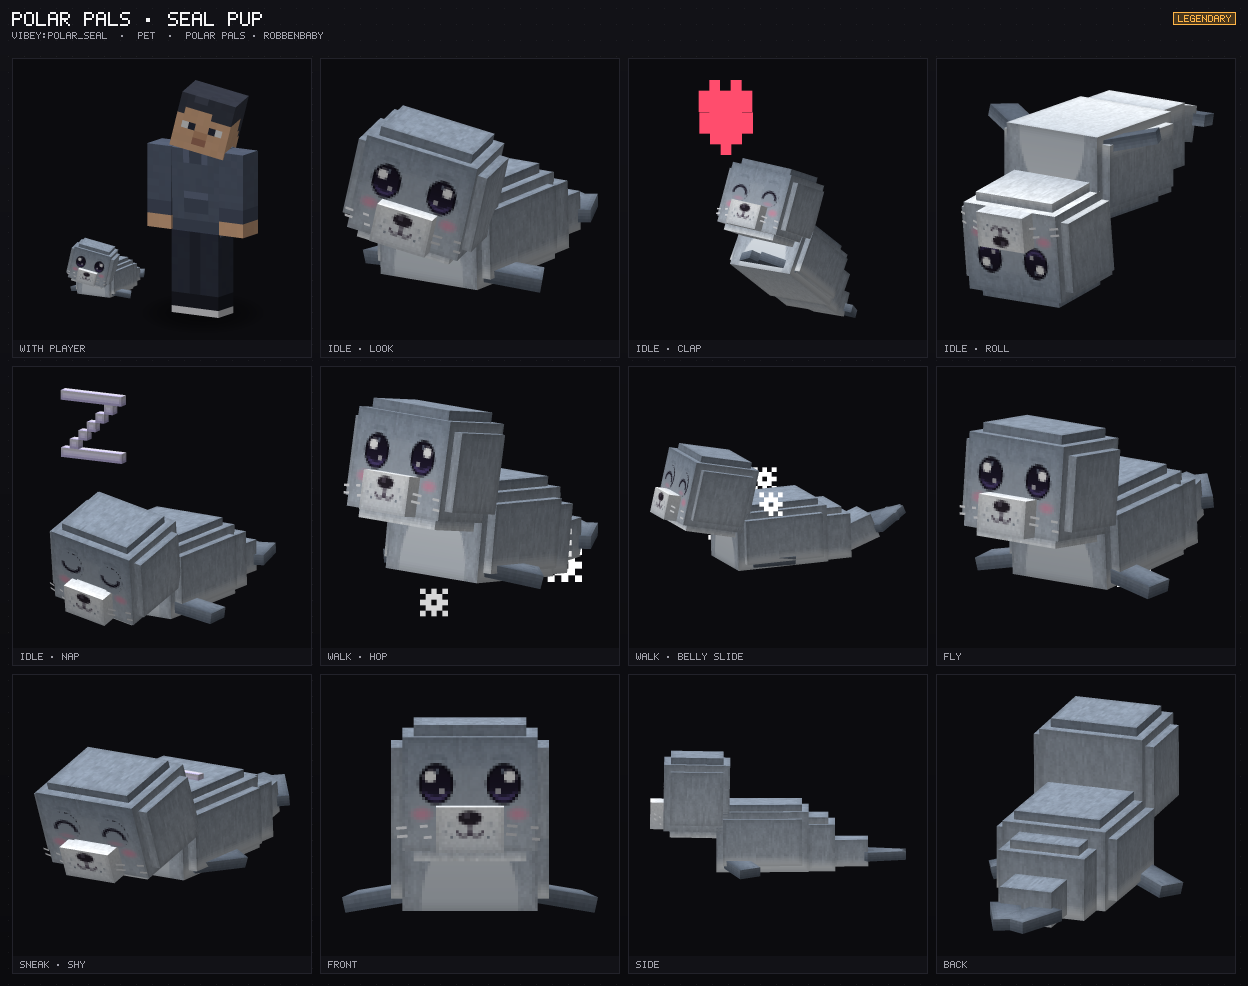 POLAR PALS • SEAL PUP
LEGENDARY
VIBEY:POLAR_SEAL • PET • POLAR PALS • ROBBENBABY
WITH PLAYER
IDLE • LOOK
IDLE • CLAP
IDLE • ROLL
Z
IDLE • NAP
WALK • HOP
WALK • BELLY SLIDE
FLY
SNEAK • SHY
FRONT
SIDE
BACK